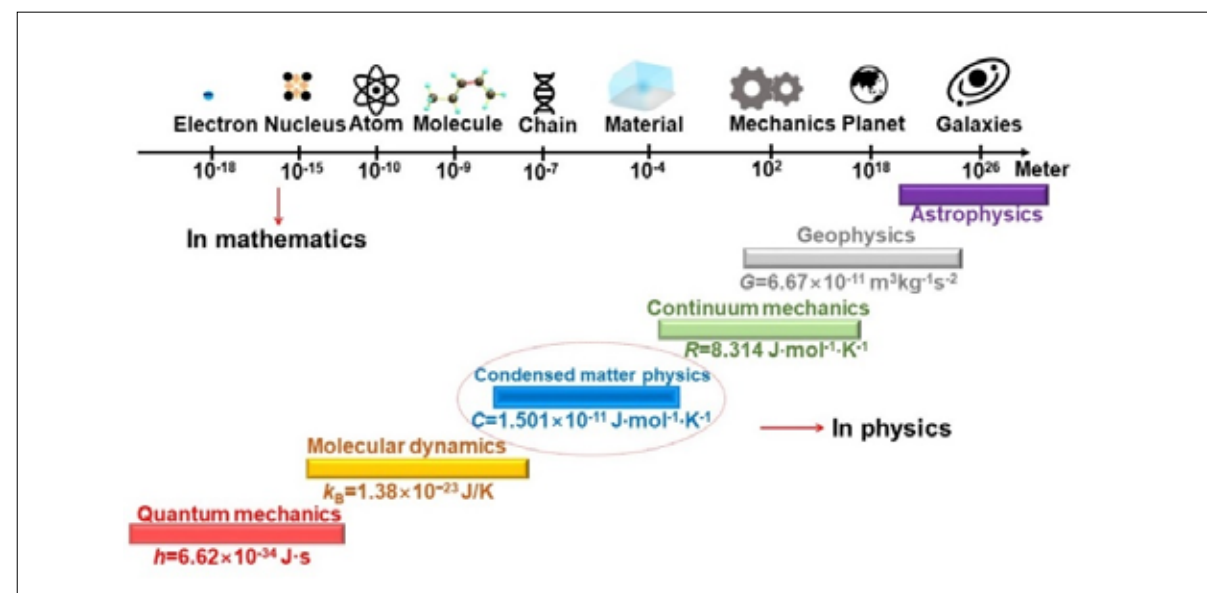 Electron Nucleus Atom Molecule Chain Material Mechanics Planet Galaxies
10⁻¹⁸ 10⁻¹⁵ 10⁻¹⁰ 10⁻⁹ 10⁻⁷ 10⁻⁴ 10² 10¹⁸ 10²⁶ Meter
Astrophysics
In mathematics
Geophysics
G=6.67×10⁻¹¹ m³kg⁻¹s⁻²
Continuum mechanics
R=8.314 J·mol⁻¹·K⁻¹
Condensed matter physics
C=1.501×10⁻¹¹ J·mol⁻¹·K⁻¹
In physics
Molecular dynamics
k_B=1.38×10⁻²³ J/K
Quantum mechanics
h=6.62×10⁻³⁴ J·s